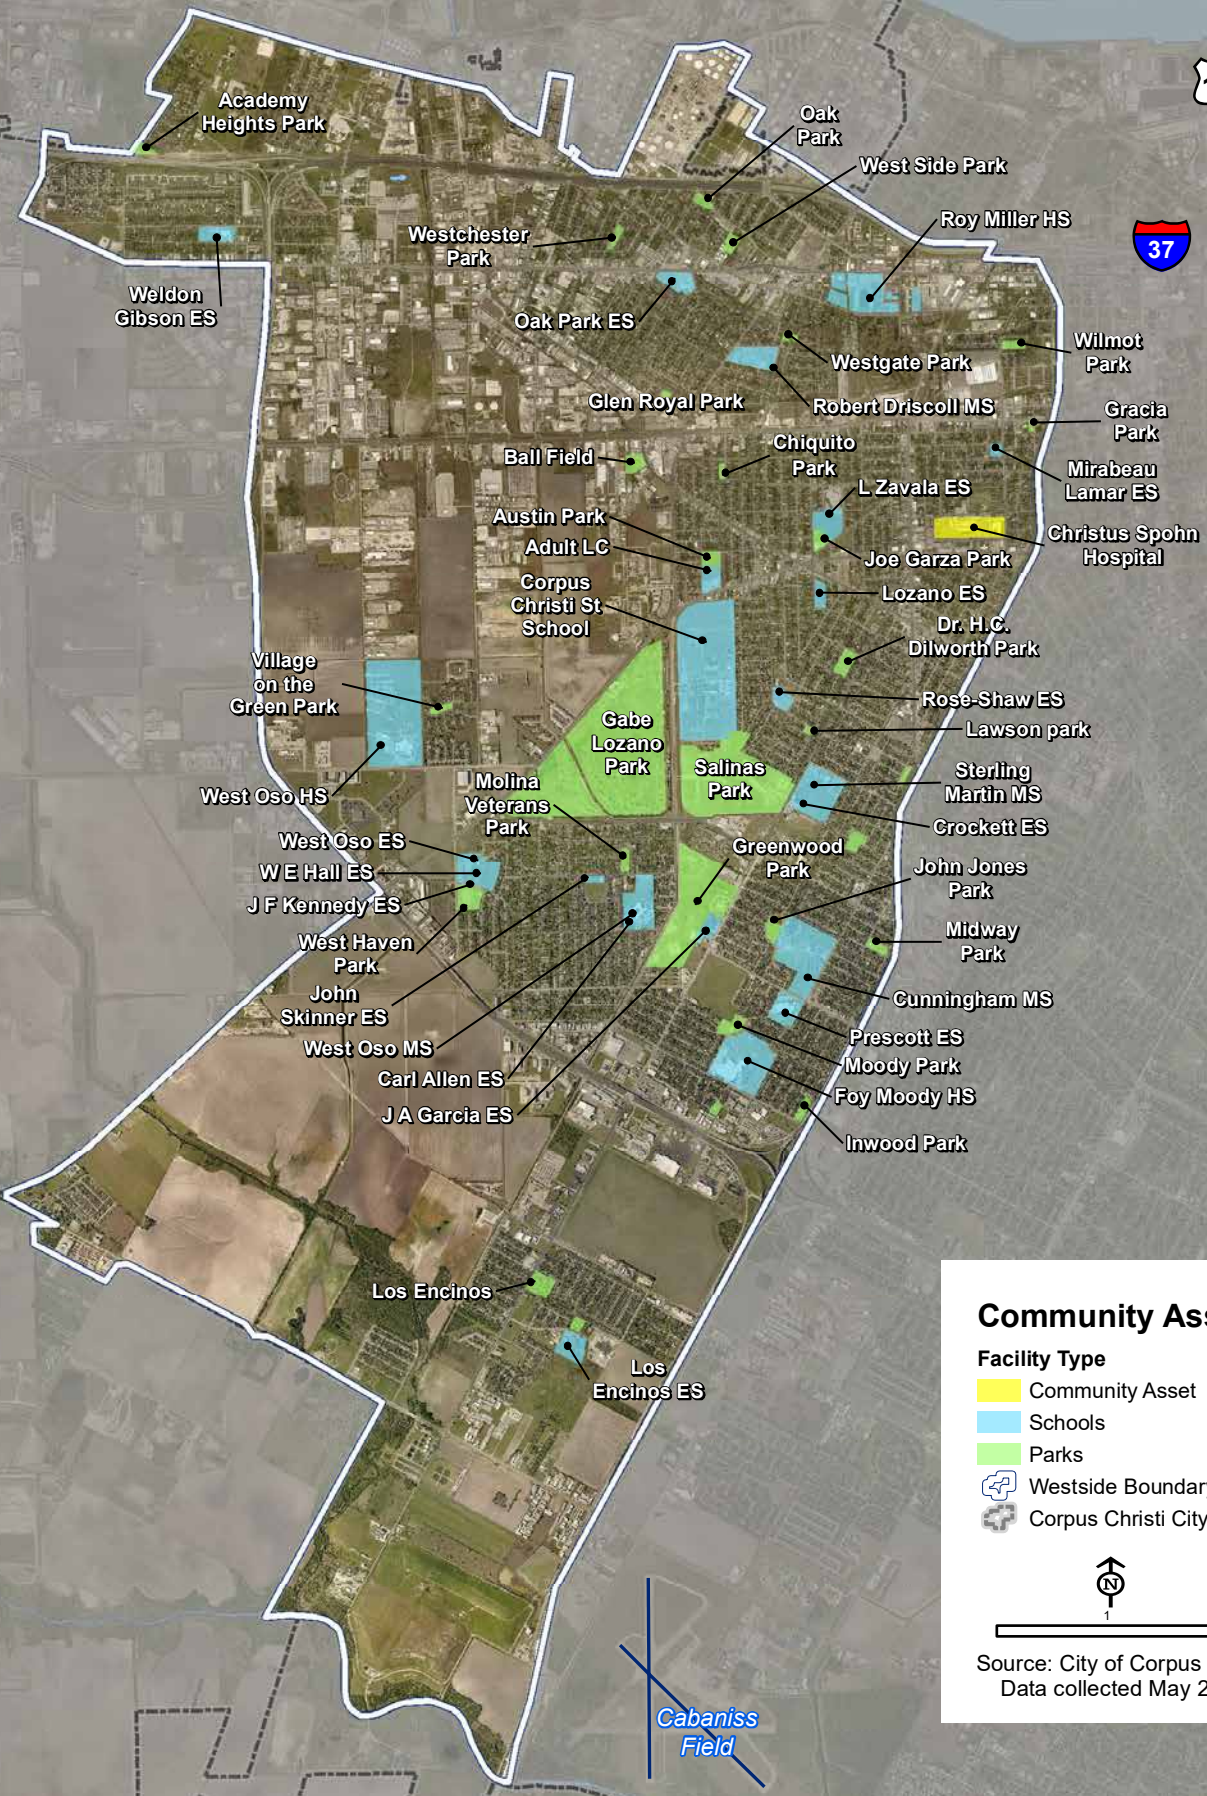 Academy
Heights Park
Oak
Park
West Side Park
Roy Miller HS
37
Westchester
Park
Weldon
Gibson ES
Oak Park ES
Westgate Park
Wilmot
Park
Glen Royal Park
Robert Driscoll MS
Gracia
Park
Ball Field
Chiquito
Park
Mirabeau
Lamar ES
L Zavala ES
Austin Park
Adult LC
Christus Spohn
Hospital
Joe Garza Park
Corpus
Christi St
School
Lozano ES
Dr. H.C.
Dilworth Park
Village
on the
Green Park
Rose-Shaw ES
Gabe
Lozano
Park
Lawson park
Salinas
Park
Sterling
Martin MS
Molina
Veterans
Park
West Oso HS
Crockett ES
West Oso ES
Greenwood
Park
W E Hall ES
John Jones
Park
J F Kennedy ES
West Haven
Park
Midway
Park
John
Skinner ES
Cunningham MS
West Oso MS
Prescott ES
Carl Allen ES
Moody Park
J A Garcia ES
Foy Moody HS
Inwood Park
Los Encinos
Los
Encinos ES
Cabaniss
Field
Community Ass
Facility Type
Community Asset
Schools
Parks
Westside Boundar
Corpus Christi City
N
1
Source: City of Corpus
Data collected May 2